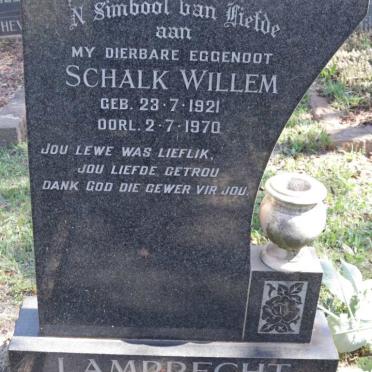 'N Simbool van Liefde
aan
MY DIERBARE EGGENOOT
SCHALK WILLEM
GEB. 23·7·1921
OORL. 2·7·1970
JOU LEWE WAS LIEFLIK,
JOU LIEFDE GETROU
DANK GOD DIE GEWER VIR JOU.
LAMPRECHT